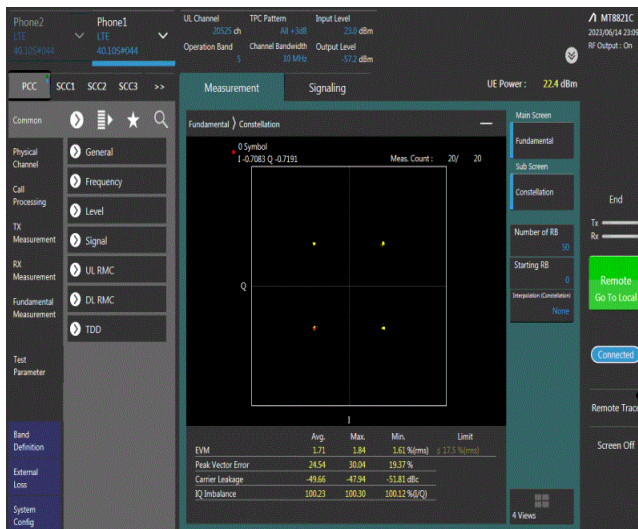 Phone2
LTE
40.10S#044
Phone1
LTE
40.10S#044
UL Channel
20525 ch
TPC Pattern
All +3dB
Input Level
23.0 dBm
Operation Band
5
Channel Bandwidth
10 MHz
Output Level
-57.2 dBm
MT8821C
2023/06/14 23:09
RF Output : On
PCC
SCC1
SCC2
SCC3
>>
Measurement
Signaling
UE Power : 22.4 dBm
Common
Physical
Channel
Call
Processing
TX
Measurement
RX
Measurement
Fundamental
Measurement
Test
Parameter
Band
Definition
External
Loss
System
Config
General
Frequency
Level
Signal
UL RMC
DL RMC
TDD
Fundamental 〉 Constellation
0 Symbol
I -0.7083 Q -0.7191
Meas. Count : 20/ 20
Q
I
Avg. Max. Min. Limit
EVM 1.71 1.84 1.61 %(rms) ≤ 17.5 %(rms)
Peak Vector Error 24.54 30.04 19.37 %
Carrier Leakage -49.66 -47.94 -51.81 dBc
IQ Imbalance 100.23 100.30 100.12 %(I/Q)
Main Screen
Fundamental
Sub Screen
Constellation
Number of RB
50
Starting RB
0
Interpolation (Constellation)
None
4 Views
End
Tx
Rx
Remote
Go To Local
Connected
Remote Trace
Screen Off